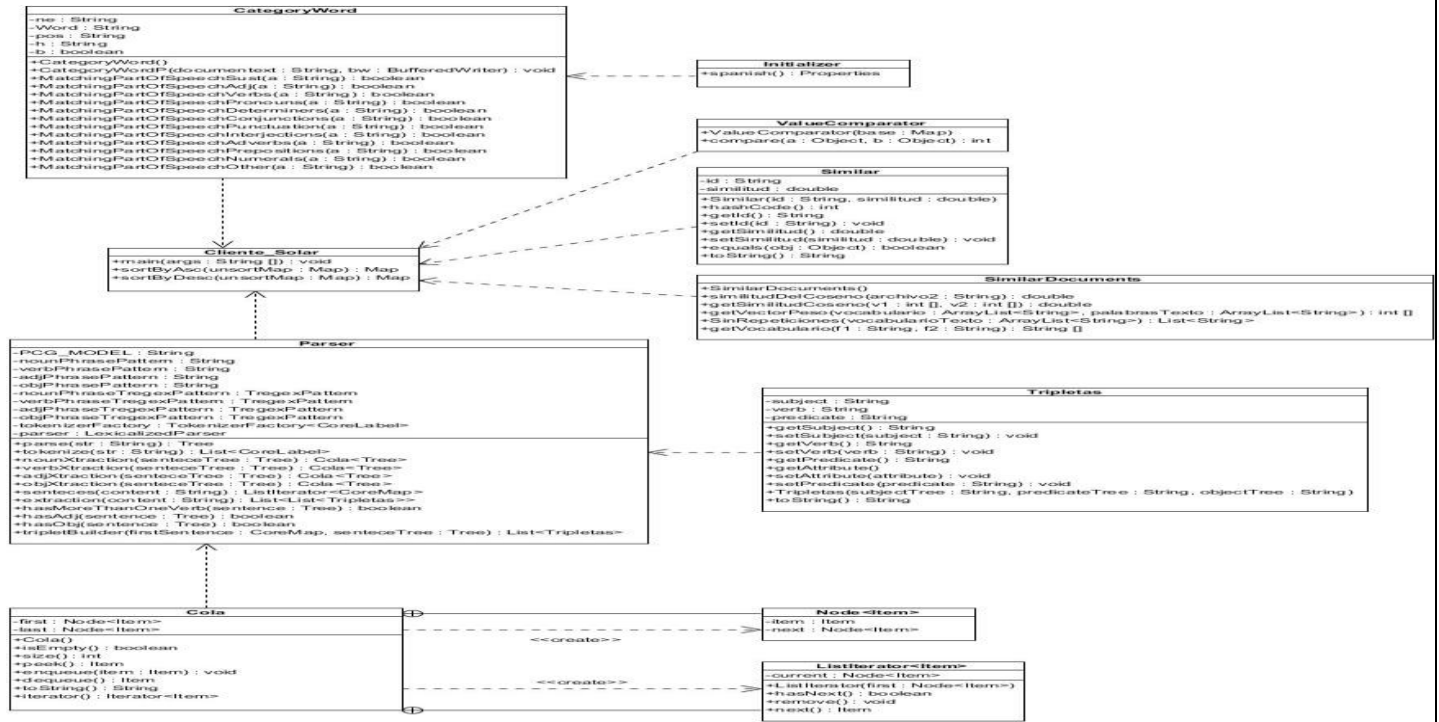 CategoryWord
-ne : String
-Word : String
-pos : String
-h : String
-b : boolean
+CategoryWord()
+CategoryWordP(documentext : String, bw : BufferedWriter) : void
+MatchingPartOfSpeechSust(a : String) : boolean
+MatchingPartOfSpeechAdj(a : String) : boolean
+MatchingPartOfSpeechVerbs(a : String) : boolean
+MatchingPartOfSpeechPronouns(a : String) : boolean
+MatchingPartOfSpeechDeterminers(a : String) : boolean
+MatchingPartOfSpeechConjunctions(a : String) : boolean
+MatchingPartOfSpeechPunctuation(a : String) : boolean
+MatchingPartOfSpeechInterjections(a : String) : boolean
+MatchingPartOfSpeechAdverbs(a : String) : boolean
+MatchingPartOfSpeechPrepositions(a : String) : boolean
+MatchingPartOfSpeechNumerals(a : String) : boolean
+MatchingPartOfSpeechOther(a : String) : boolean
Initializer
+spanish() : Properties
ValueComparator
+ValueComparator(base : Map)
+compare(a : Object, b : Object) : int
Similar
-id : String
-similitud : double
+Similar(id : String, similitud : double)
+hashCode() : int
+getId() : String
+setId(id : String) : void
+getSimilitud() : double
+setSimilitud(similitud : double) : void
+equals(obj : Object) : boolean
+toString() : String
Cliente_Solar
+main(args : String []) : void
+sortByAsc(unsortMap : Map) : Map
+sortByDesc(unsortMap : Map) : Map
SimilarDocuments
+SimilarDocuments()
+similitudDelCoseno(archivo2 : String) : double
+getSimilitudCoseno(v1 : int [], v2 : int []) : double
+getVectorPeso(vocabulario : ArrayList<String>, palabrasTexto : ArrayList<String>) : int []
+SinRepeticiones(vocabularioTexto : ArrayList<String>) : List<String>
+getVocabulario(f1 : String, f2 : String) : String []
Parser
-PCG_MODEL : String
-nounPhrasePattern : String
-verbPhrasePattern : String
-adjPhrasePattern : String
-objPhrasePattern : String
-nounPhraseTregexPattern : TregexPattern
-verbPhraseTregexPattern : TregexPattern
-adjPhraseTregexPattern : TregexPattern
-objPhraseTregexPattern : TregexPattern
-tokenizerFactory : TokenizerFactory<CoreLabel>
-parser : LexicalizedParser
+parse(str : String) : Tree
+tokenize(str : String) : List<CoreLabel>
+nounXtraction(senteceTree : Tree) : Cola<Tree>
+verbXtraction(senteceTree : Tree) : Cola<Tree>
+adjXtraction(senteceTree : Tree) : Cola<Tree>
+objXtraction(senteceTree : Tree) : Cola<Tree>
+senteces(content : String) : ListIterator<CoreMap>
+extraction(content : String) : List<List<Tripletas>>
+hasMoreThanOneVerb(sentence : Tree) : boolean
+hasAdj(sentence : Tree) : boolean
+hasObj(sentence : Tree) : boolean
+tripletBuilder(firstSentence : CoreMap, senteceTree : Tree) : List<Tripletas>
Tripletas
-subject : String
-verb : String
-predicate : String
+getSubject() : String
+setSubject(subject : String) : void
+getVerb() : String
+setVerb(verb : String) : void
+getPredicate() : String
+getAttribute()
+setAttribute(attribute) : void
+setPredicate(predicate : String) : void
+Tripletas(subjectTree : String, predicateTree : String, objectTree : String)
+toString() : String
Cola
-first : Node<Item>
-last : Node<Item>
+Cola()
+isEmpty() : boolean
+size() : int
+peek() : Item
+enqueue(item : Item) : void
+dequeue() : Item
+toString() : String
+iterator() : Iterator<Item>
<<create>>
<<create>>
Node<Item>
-item : Item
-next : Node<Item>
ListIterator<Item>
-current : Node<Item>
+ListIterator(first : Node<Item>)
+hasNext() : boolean
+remove() : void
+next() : Item